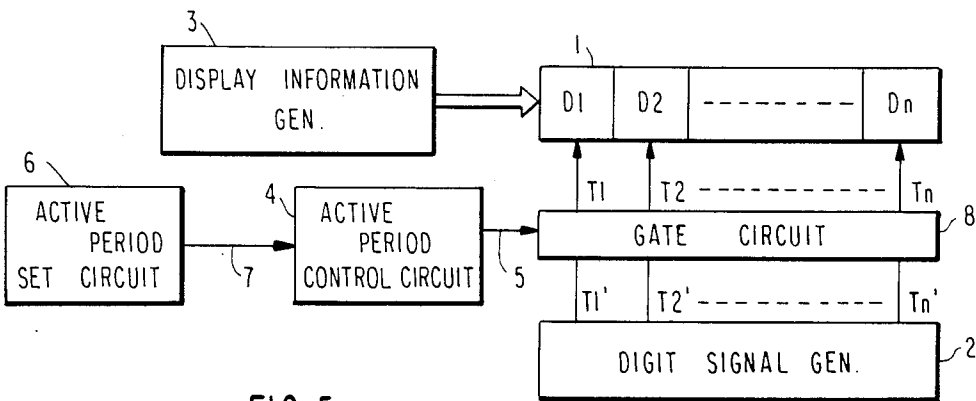 3
DISPLAY INFORMATION
GEN.
1
D1 D2 --------- Dn
6
ACTIVE
PERIOD
SET CIRCUIT
7
4
ACTIVE
PERIOD
CONTROL CIRCUIT
5
T1 T2 ----------- Tn
GATE CIRCUIT
8
T1' T2' ----------- Tn'
DIGIT SIGNAL GEN.
2